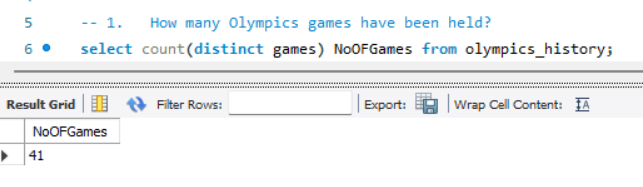 5 -- 1. How many Olympics games have been held?
6 select count(distinct games) NoOFGames from olympics_history;
Result Grid Filter Rows: Export: Wrap Cell Content: IA
NoOFGames
41